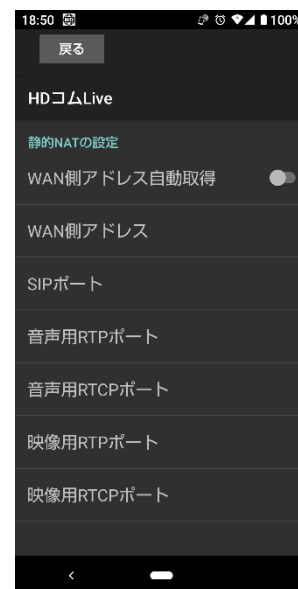 18:50 100%
戻る
HDコムLive
静的NATの設定
WAN側アドレス自動取得
WAN側アドレス
SIPポート
音声用RTPポート
音声用RTCPポート
映像用RTPポート
映像用RTCPポート